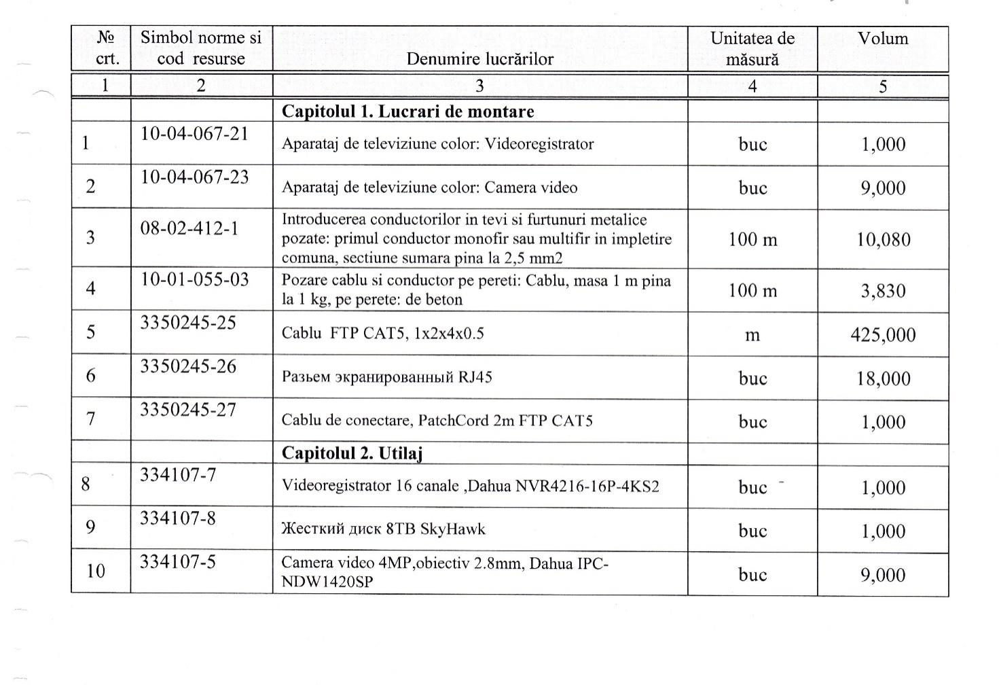 № crt. Simbol norme si cod resurse Denumire lucrărilor Unitatea de măsură Volum
1 2 3 4 5
Capitolul 1. Lucrari de montare
1 10-04-067-21 Aparataj de televiziune color: Videoregistrator buc 1,000
2 10-04-067-23 Aparataj de televiziune color: Camera video buc 9,000
3 08-02-412-1 Introducerea conductorilor in tevi si furtunuri metalice
pozate: primul conductor monofir sau multifir in impletire
comuna, sectiune sumara pina la 2,5 mm2 100 m 10,080
4 10-01-055-03 Pozare cablu si conductor pe pereti: Cablu, masa 1 m pina
la 1 kg, pe perete: de beton 100 m 3,830
5 3350245-25 Cablu FTP CAT5, 1x2x4x0.5 m 425,000
6 3350245-26 Разьем экранированный RJ45 buc 18,000
7 3350245-27 Cablu de conectare, PatchCord 2m FTP CAT5 buc 1,000
Capitolul 2. Utilaj
8 334107-7 Videoregistrator 16 canale ,Dahua NVR4216-16P-4KS2 buc 1,000
9 334107-8 Жесткий диск 8TB SkyHawk buc 1,000
10 334107-5 Camera video 4MP,obiectiv 2.8mm, Dahua IPC-
NDW1420SP buc 9,000